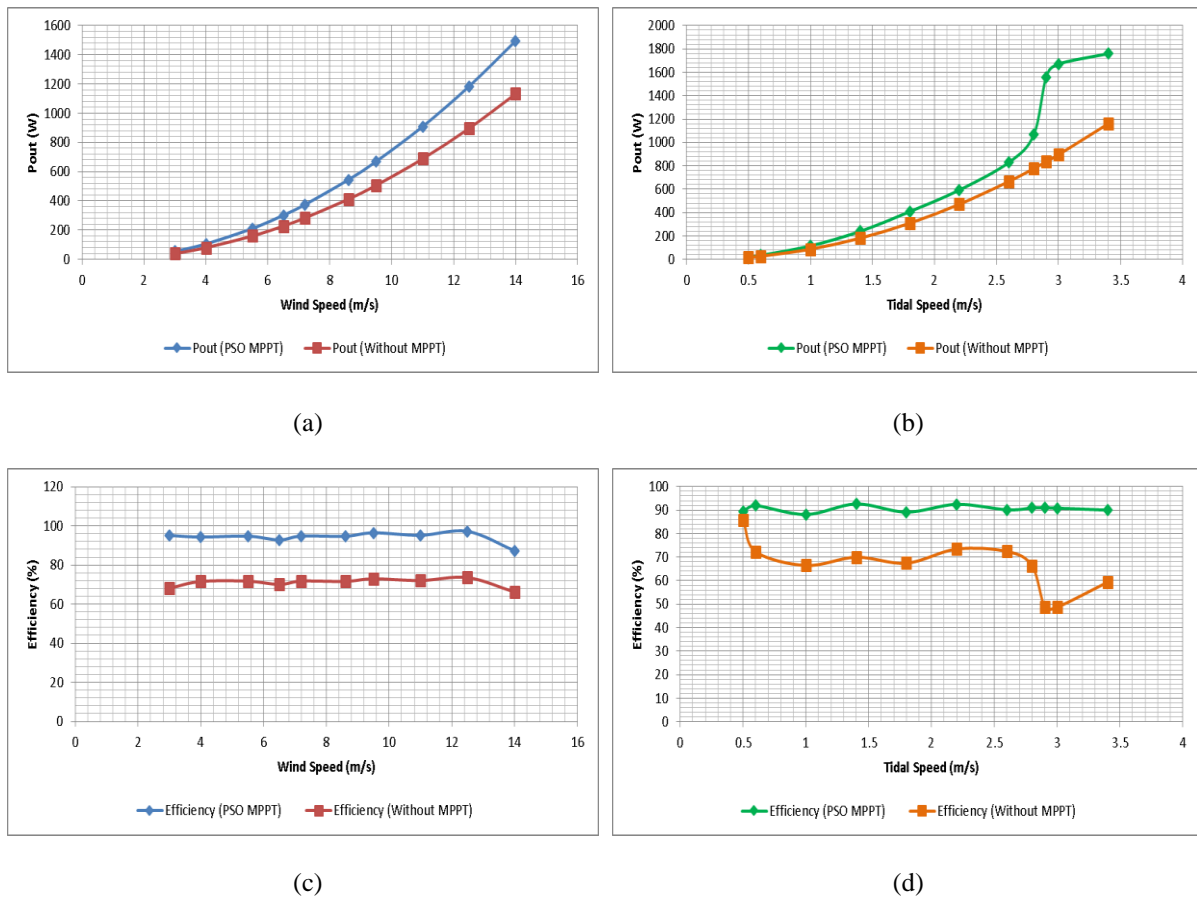 1600
1400
1200
1000
800
600
400
200
0
Pout (W)
0 2 4 6 8 10 12 14 16
Wind Speed (m/s)
Pout (PSO MPPT) Pout (Without MPPT)
(a)
2000
1800
1600
1400
1200
1000
800
600
400
200
0
Pout (W)
0 0.5 1 1.5 2 2.5 3 3.5 4
Tidal Speed (m/s)
Pout (PSO MPPT) Pout (Without MPPT)
(b)
120
100
80
60
40
20
0
Efficiency (%)
0 2 4 6 8 10 12 14 16
Wind Speed (m/s)
Efficiency (PSO MPPT) Efficiency (Without MPPT)
(c)
100
90
80
70
60
50
40
30
20
10
0
Efficiency (%)
0 0.5 1 1.5 2 2.5 3 3.5 4
Tidal Speed (m/s)
Efficiency (PSO MPPT) Efficiency (Without MPPT)
(d)